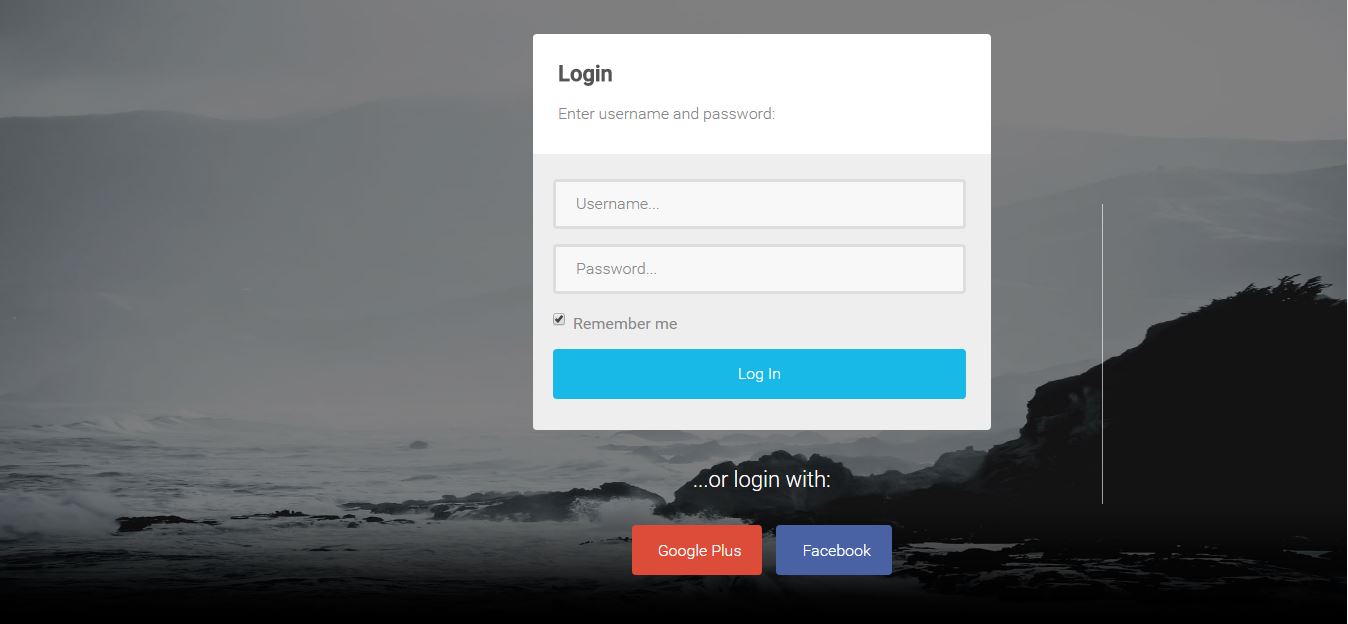 Login
Enter username and password:
Username...
Password...
Remember me
Log In
...or login with:
Google Plus
Facebook